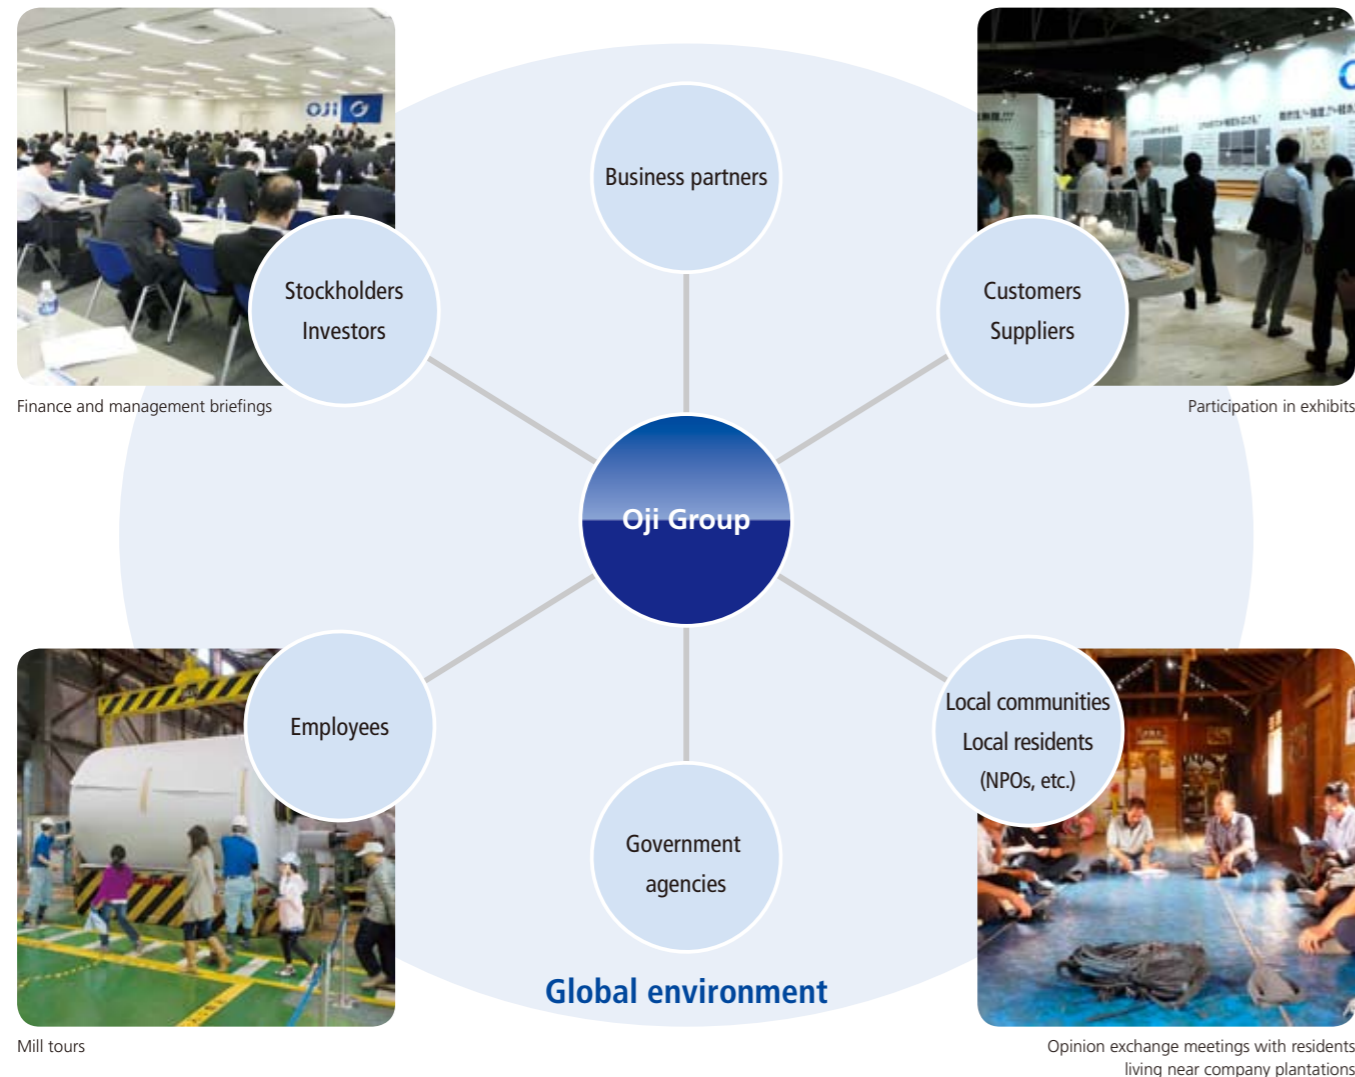 OJI
Business partners
Stockholders
Investors
Customers
Suppliers
Finance and management briefings
Participation in exhibits
Oji Group
Employees
Local communities
Local residents
(NPOs, etc.)
Government
agencies
Global environment
Mill tours
Opinion exchange meetings with residents
living near company plantations